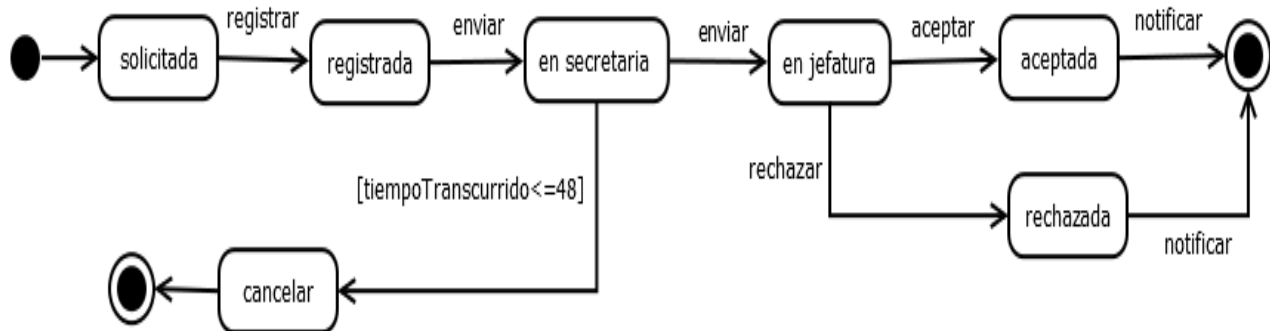 registrar
enviar
enviar
aceptar
notificar
solicitada
registrada
en secretaria
en jefatura
aceptada
rechazar
[tiempoTranscurrido<=48]
rechazada
notificar
cancelar